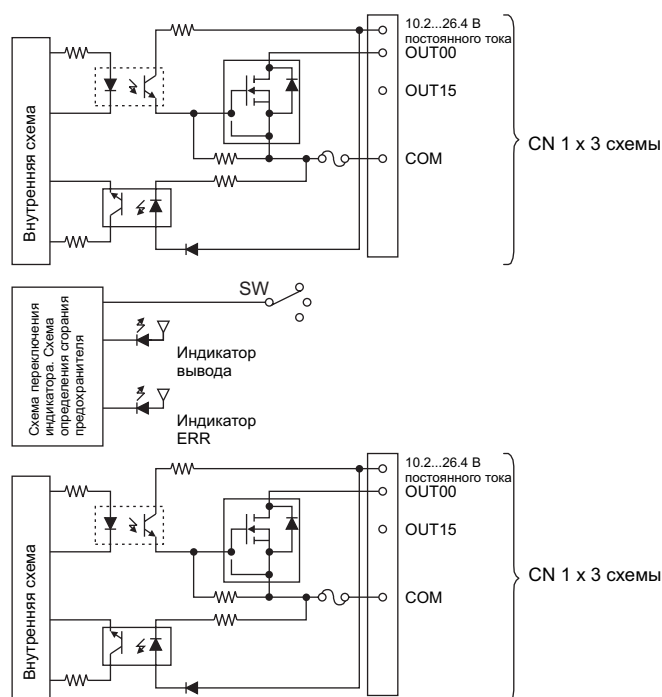 10.2...26.4 В
постоянного тока
OUT00
OUT15
COM
CN 1 x 3 схемы
Внутренняя схема
SW
Схема переключения
индикатора. Схема
определения сгорания
предохранителя
Индикатор
вывода
Индикатор
ERR
10.2...26.4 В
постоянного тока
OUT00
OUT15
COM
CN 1 x 3 схемы
Внутренняя схема